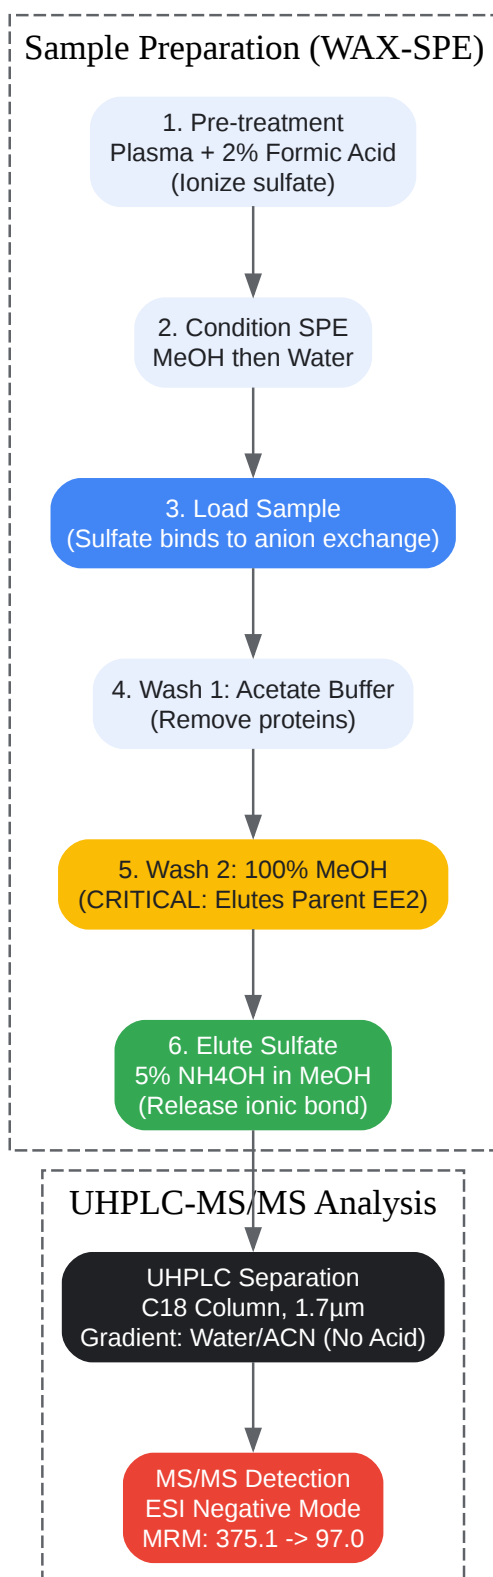 Sample Preparation (WAX-SPE)
1. Pre-treatment
Plasma + 2% Formic Acid
(Ionize sulfate)
2. Condition SPE
MeOH then Water
3. Load Sample
(Sulfate binds to anion exchange)
4. Wash 1: Acetate Buffer
(Remove proteins)
5. Wash 2: 100% MeOH
(CRITICAL: Elutes Parent EE2)
6. Elute Sulfate
5% NH4OH in MeOH
(Release ionic bond)
UHPLC-MS/MS Analysis
UHPLC Separation
C18 Column, 1.7µm
Gradient: Water/ACN (No Acid)
MS/MS Detection
ESI Negative Mode
MRM: 375.1 -> 97.0